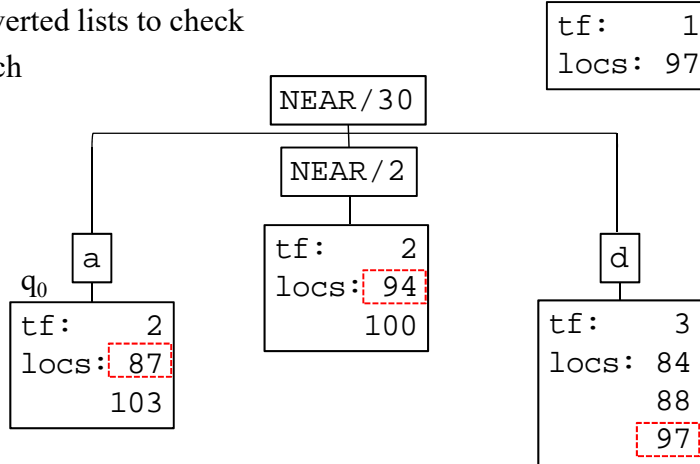 verted lists to check
ch
tf: 1
locs: 97
NEAR/30
NEAR/2
a
q0
tf: 2
locs: 87
103
tf: 2
locs: 94
100
d
tf: 3
locs: 84
88
97